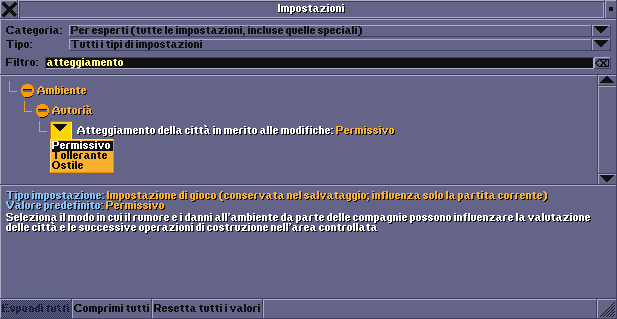 Impostazioni
Categoria: Per esperti (tutte le impostazioni, incluse quelle speciali)
Tipo: Tutti i tipi di impostazioni
Filtro: atteggiamento
Ambiente
Autorià
Atteggiamento della città in merito alle modifiche: Permissivo
Permissivo
Tollerante
Ostile
Tipo impostazione: Impostazione di gioco (conservata nel salvataggio; influenza solo la partita corrente)
Valore predefinito: Permissivo
Seleziona il modo in cui il rumore e i danni all'ambiente da parte delle compagnie possono influenzare la valutazione
delle città e le successive operazioni di costruzione nell'area controllata
Espandi tutti Comprimi tutti Resetta tutti i valori